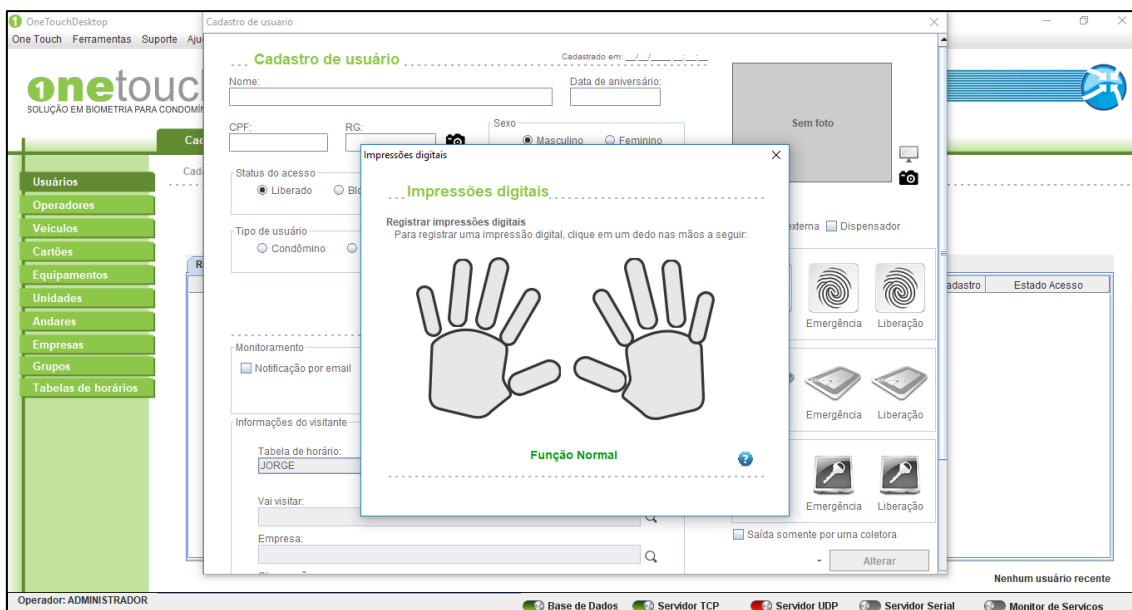 OneTouchDesktop
Cadastro de usuario
One Touch Ferramentas Suporte
onetouc
SOLUÇÃO EM BIOMETRIA PARA
Usuários
Operadores
Veículos
Cartões
Equipamentos
Unidades
Andares
Empresas
Grupos
Tabelas de horários
Cadastro de usuário
Cadastrado em: __/__/____ __:__:__
Nome:
Data de aniversário:
CPF:
RG:
Sexo
Masculino Feminino
Status do acesso
Liberado
Tipo de usuário
Condômino
Monitoramento
Notificação por email
Informações do visitante
Tabela de horário:
JORGE
Vai visitar:
Empresa:
Impressões digitais
Impressões digitais
Registrar impressões digitais
Para registrar uma impressão digital, clique em um dedo nas mãos a seguir:
Função Normal
?
Sem foto
Dispensador
Emergência Liberação
Emergência Liberação
Emergência Liberação
Saída somente por uma coletora
- Alterar
Estado Acesso
Nenhum usuário recente
Operador: ADMINISTRADOR
Base de Dados Servidor TCP Servidor UDP Servidor Serial Monitor de Serviços